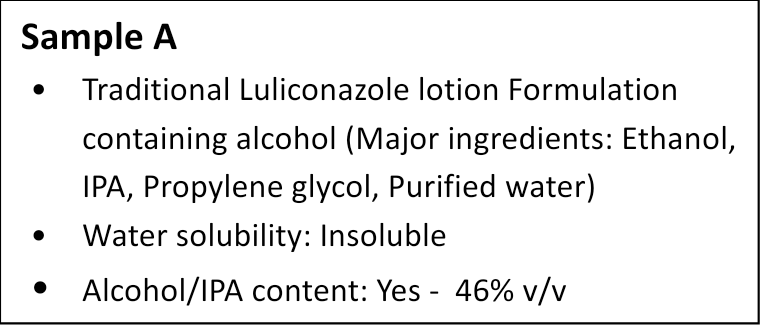 Sample A
• Traditional Luliconazole lotion Formulation
containing alcohol (Major ingredients: Ethanol,
IPA, Propylene glycol, Purified water)
• Water solubility: Insoluble
• Alcohol/IPA content: Yes - 46% v/v